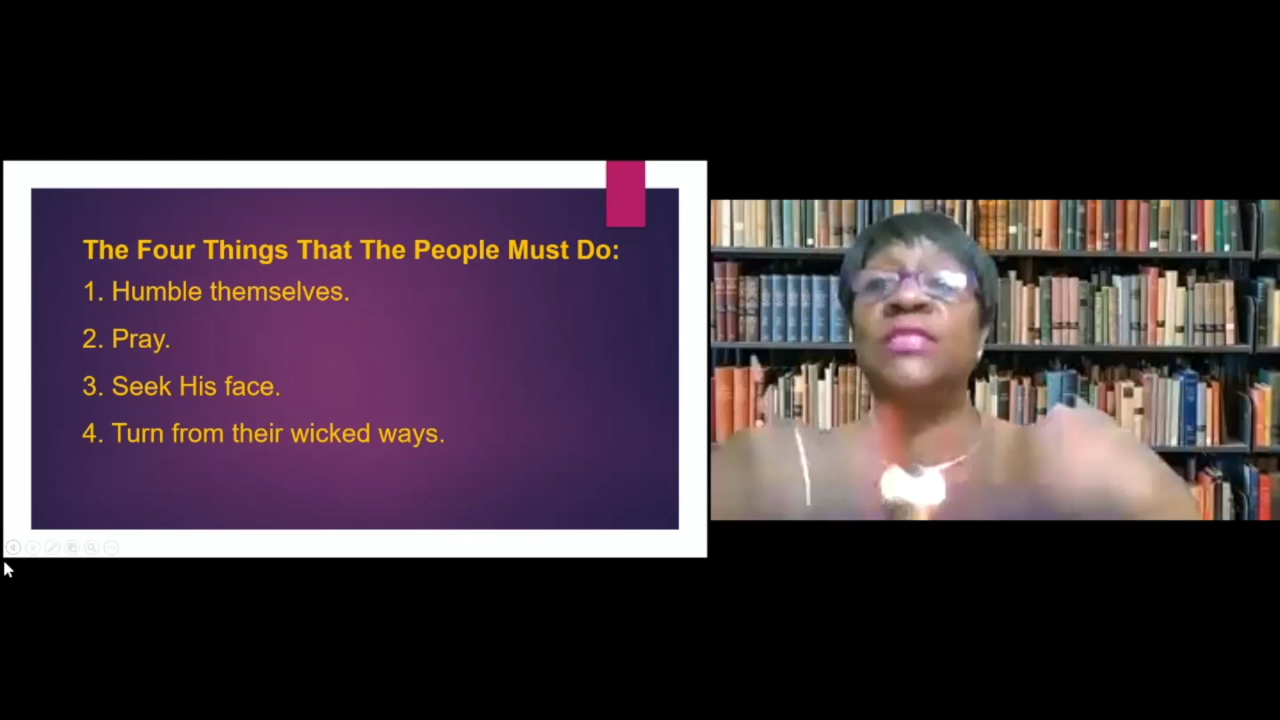 The Four Things That The People Must Do:
1. Humble themselves.
2. Pray.
3. Seek His face.
4. Turn from their wicked ways.